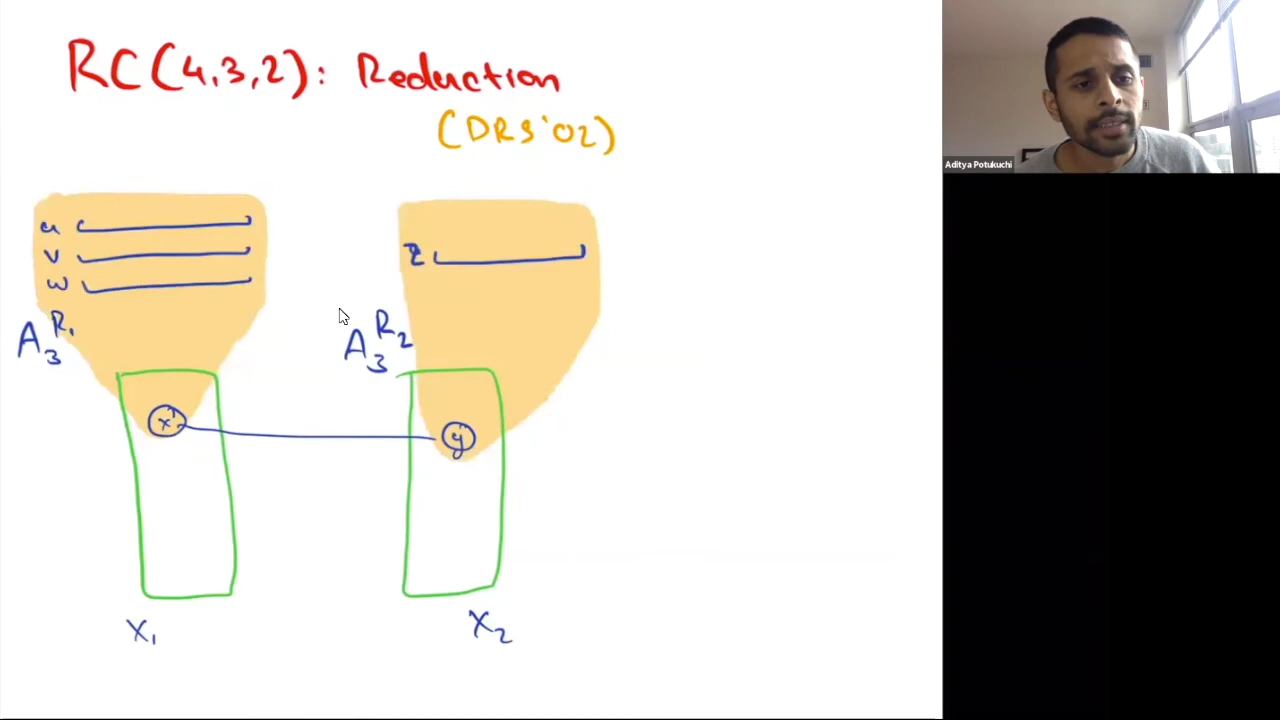 RC(4,3,2): Reduction
(DRS'02)
Aditya Potukuchi
u
v
w
z
A₃^R₁
A₃^R₂
x
y
X₁
X₂